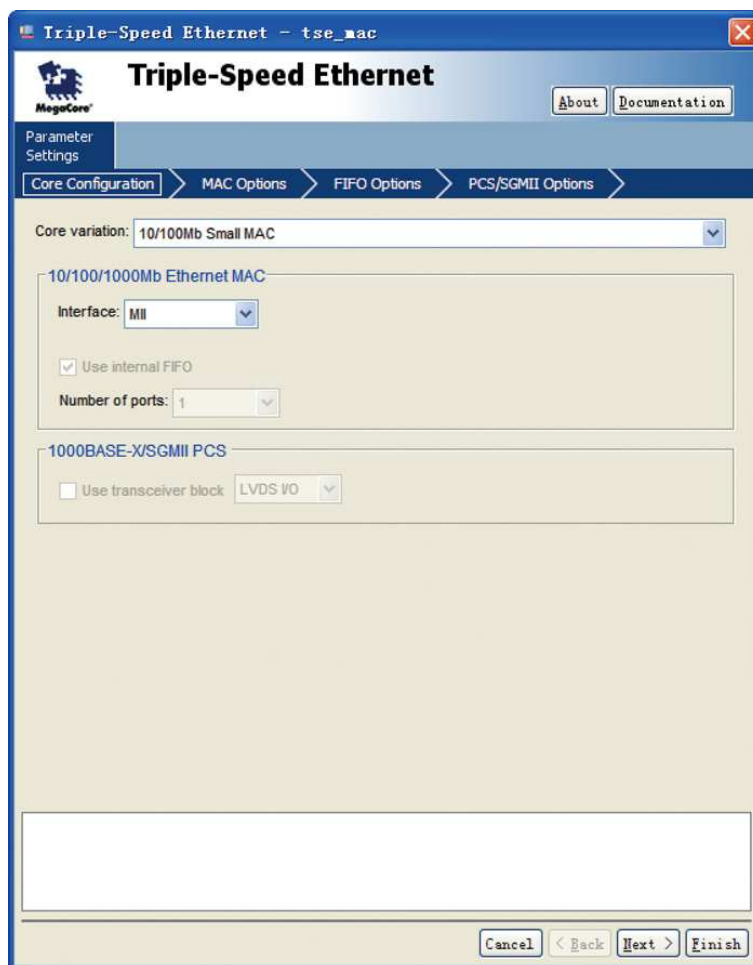 Triple-Speed Ethernet - tse_mac
MegaCore®
Triple-Speed Ethernet
About
Documentation
Parameter
Settings
Core Configuration
MAC Options
FIFO Options
PCS/SGMII Options
Core variation: 10/100Mb Small MAC
10/100/1000Mb Ethernet MAC
Interface: MII
Use internal FIFO
Number of ports: 1
1000BASE-X/SGMII PCS
Use transceiver block LVDS I/O
Cancel < Back Next > Finish